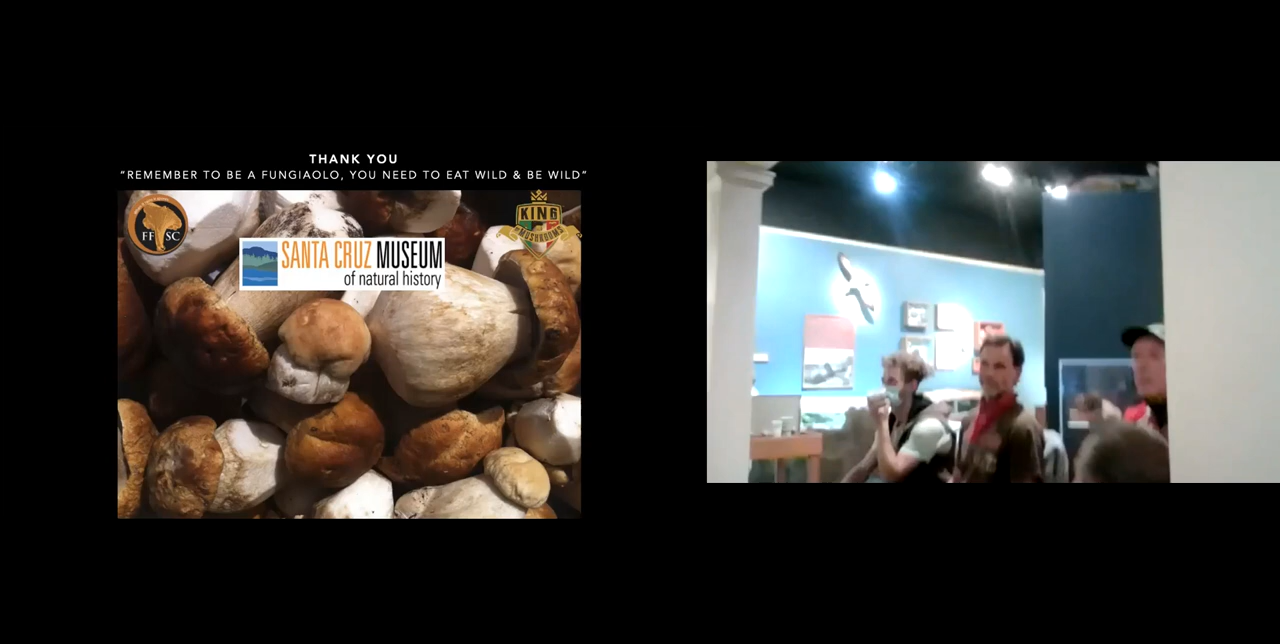 THANK YOU
“REMEMBER TO BE A FUNGIAOLO, YOU NEED TO EAT WILD & BE WILD”
KING
MUSHROOM
FF SC
SANTA CRUZ MUSEUM
of natural history